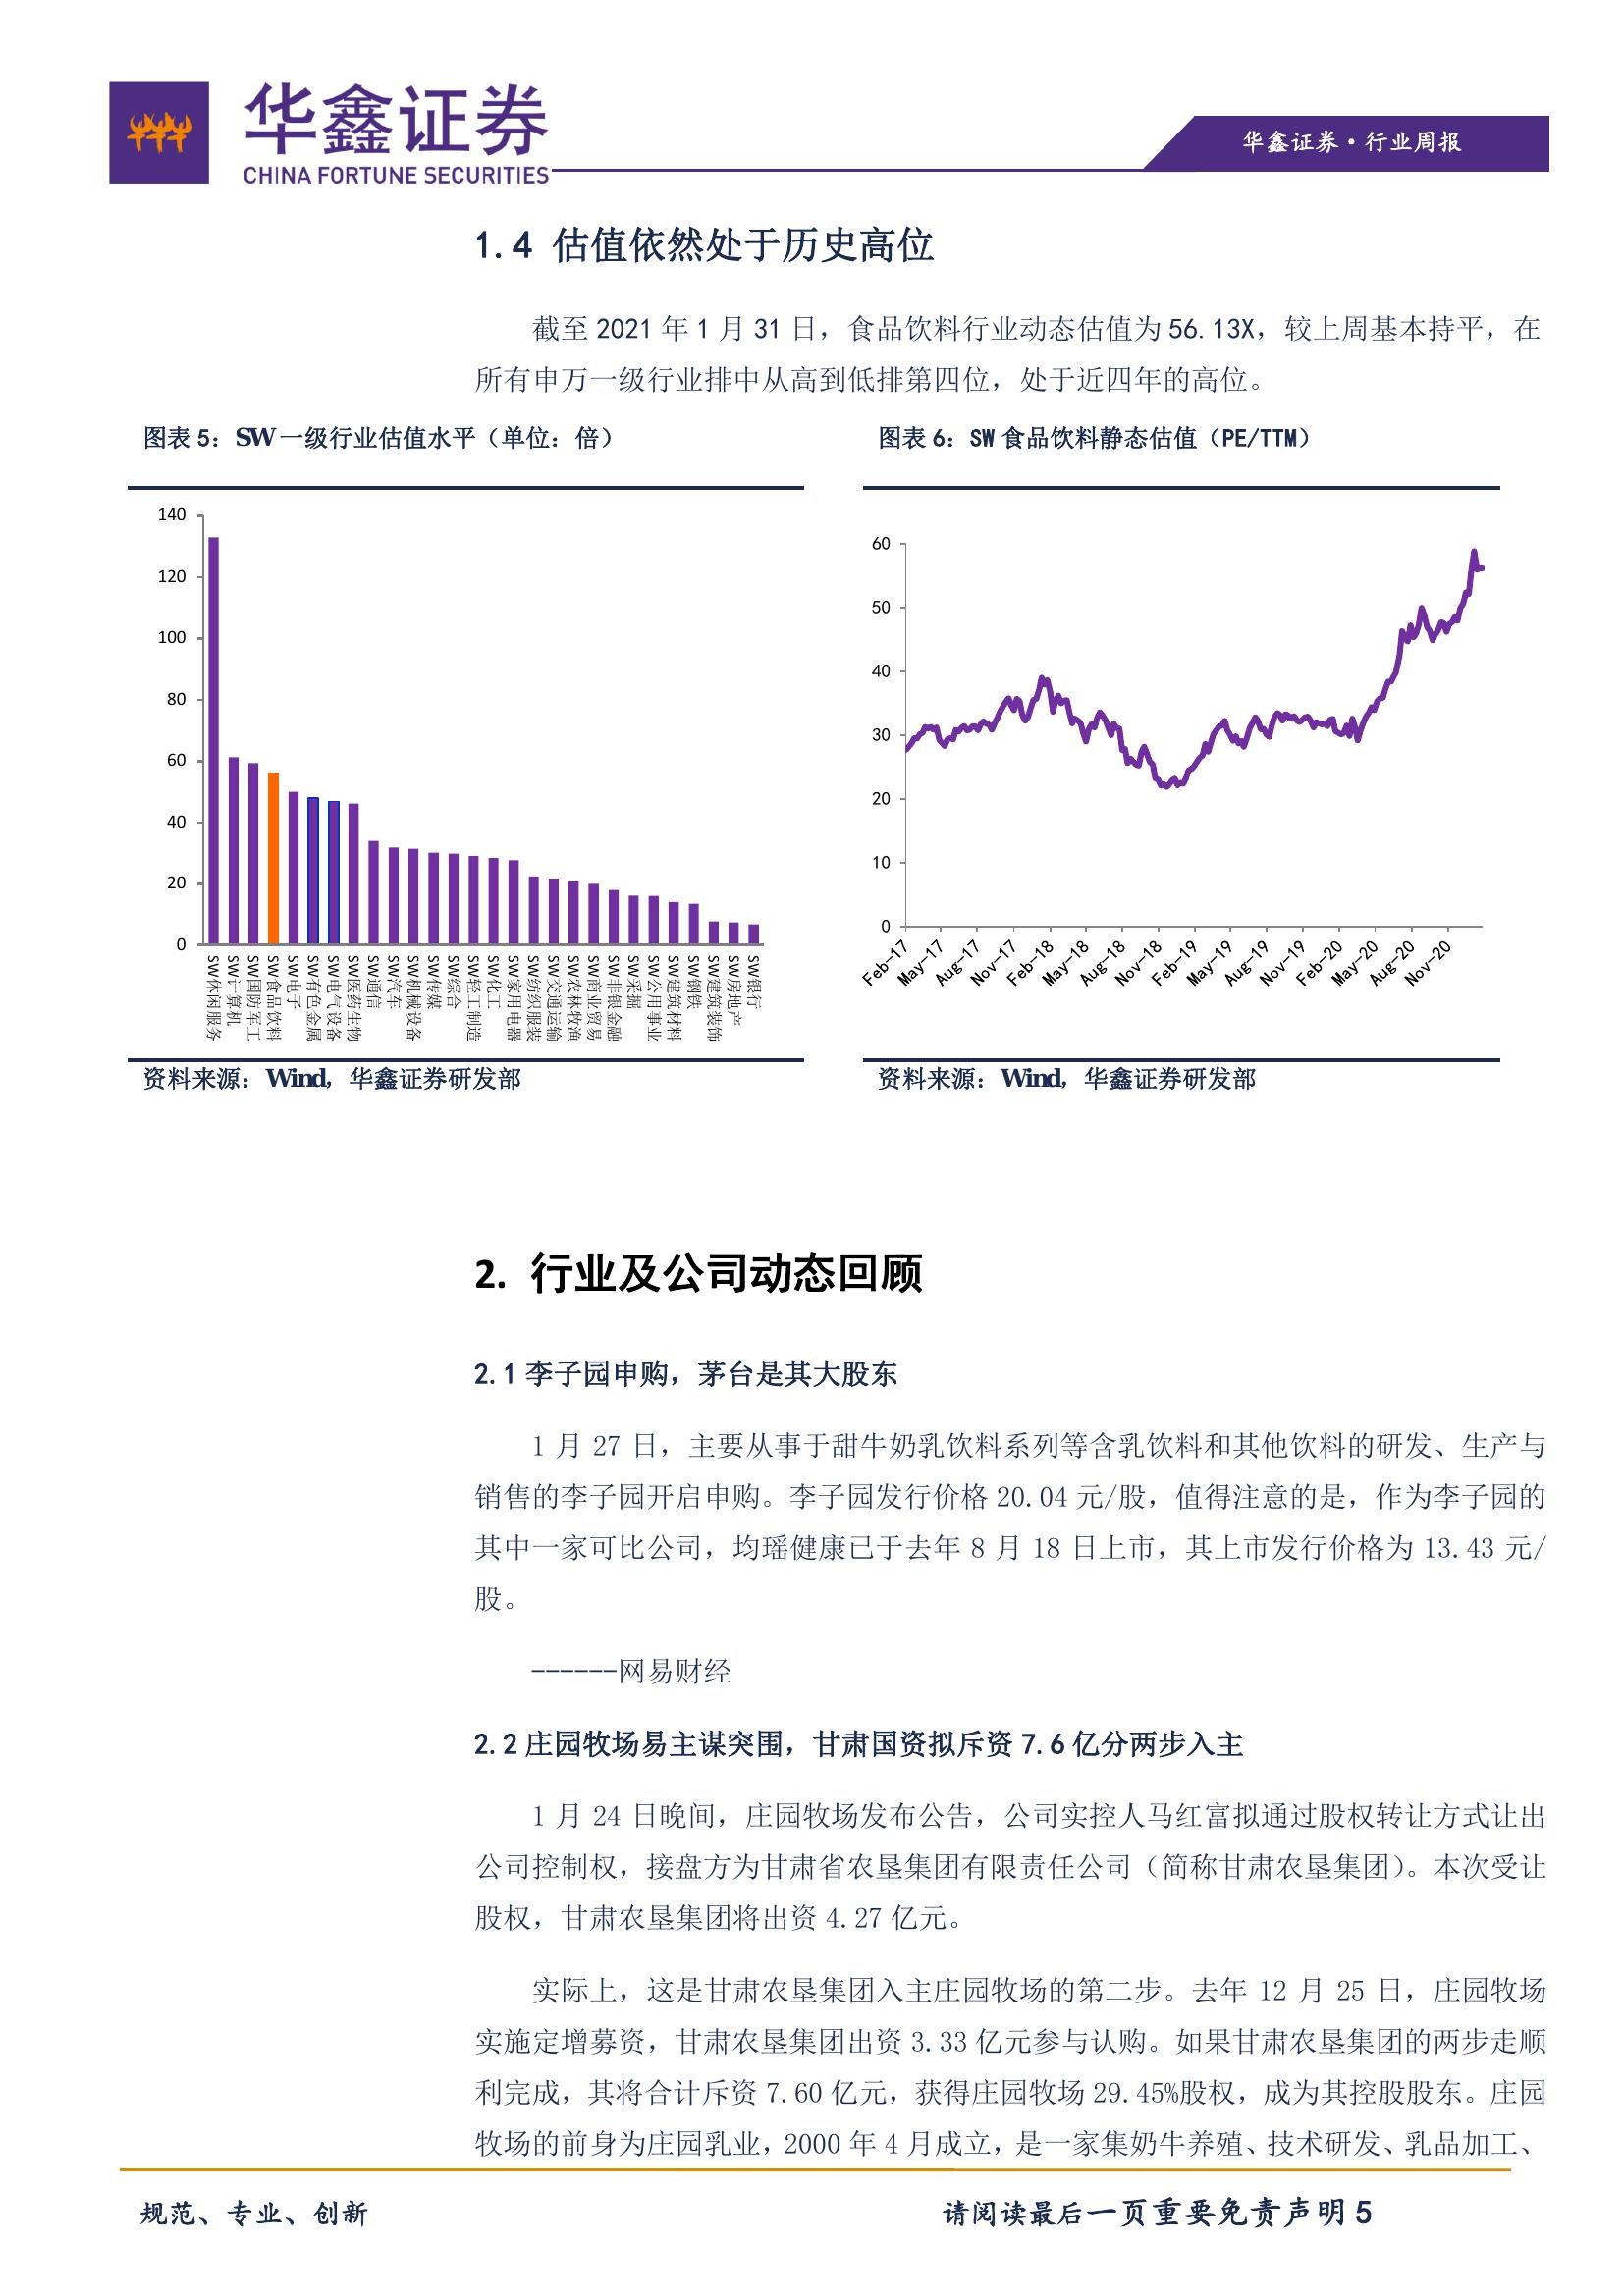 华鑫证券
CHINA FORTUNE SECURITIES
华鑫证券·行业周报
1.4 估值依然处于历史高位
截至 2021 年 1 月 31 日，食品饮料行业动态估值为 56.13X，较上周基本持平，在
所有申万一级行业排中从高到低排第四位，处于近四年的高位。
图表 5：SW 一级行业估值水平（单位：倍）
140
120
100
80
60
40
20
0
SW休闲服务
SW计算机
SW国防军工
SW食品饮料
SW电子
SW有色金属
SW电气设备
SW医药生物
SW通信
SW汽车
SW机械设备
SW传媒
SW综合
SW轻工制造
SW化工
SW家用电器
SW纺织服装
SW交通运输
SW农林牧渔
SW商业贸易
SW非银金融
SW采掘
SW公用事业
SW建筑材料
SW钢铁
SW建筑装饰
SW房地产
SW银行
资料来源：Wind，华鑫证券研发部
图表 6：SW 食品饮料静态估值（PE/TTM）
60
50
40
30
20
10
0
Feb-17
May-17
Aug-17
Nov-17
Feb-18
May-18
Aug-18
Nov-18
Feb-19
May-19
Aug-19
Nov-19
Feb-20
May-20
Aug-20
Nov-20
资料来源：Wind，华鑫证券研发部
2. 行业及公司动态回顾
2.1 李子园申购，茅台是其大股东
1 月 27 日，主要从事于甜牛奶乳饮料系列等含乳饮料和其他饮料的研发、生产与
销售的李子园开启申购。李子园发行价格 20.04 元/股，值得注意的是，作为李子园的
其中一家可比公司，均瑶健康已于去年 8 月 18 日上市，其上市发行价格为 13.43 元/
股。
------网易财经
2.2 庄园牧场易主谋突围，甘肃国资拟斥资 7.6 亿分两步入主
1 月 24 日晚间，庄园牧场发布公告，公司实控人马红富拟通过股权转让方式让出
公司控制权，接盘方为甘肃省农垦集团有限责任公司（简称甘肃农垦集团）。本次受让
股权，甘肃农垦集团将出资 4.27 亿元。
实际上，这是甘肃农垦集团入主庄园牧场的第二步。去年 12 月 25 日，庄园牧场
实施定增募资，甘肃农垦集团出资 3.33 亿元参与认购。如果甘肃农垦集团的两步走顺
利完成，其将合计斥资 7.60 亿元，获得庄园牧场 29.45%股权，成为其控股股东。庄园
牧场的前身为庄园乳业，2000 年 4 月成立，是一家集奶牛养殖、技术研发、乳品加工、
规范、专业、创新
请阅读最后一页重要免责声明 5